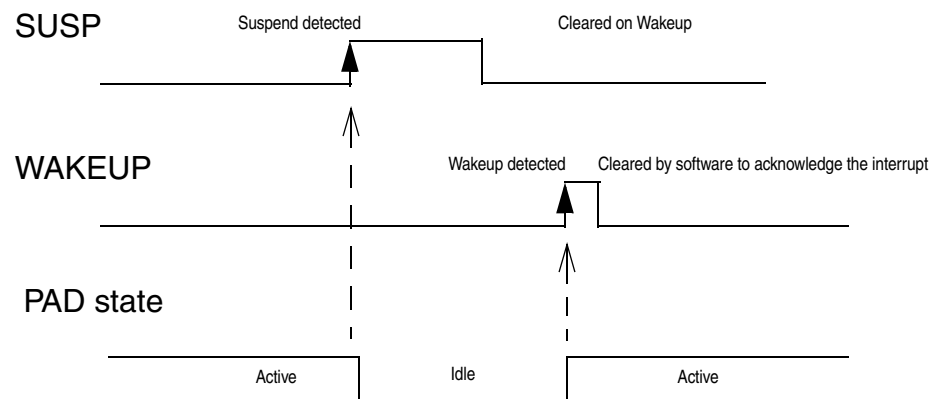 SUSP
Suspend detected
Cleared on Wakeup
WAKEUP
Wakeup detected
Cleared by software to acknowledge the interrupt
PAD state
Active
Idle
Active